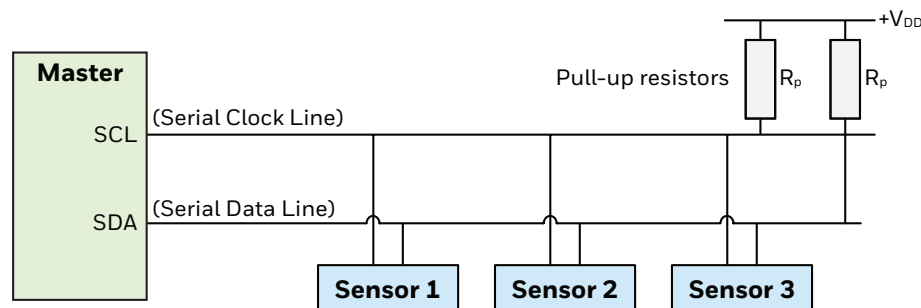 +VDD
Master
Pull-up resistors Rp Rp
(Serial Clock Line)
SCL
(Serial Data Line)
SDA
Sensor 1 Sensor 2 Sensor 3